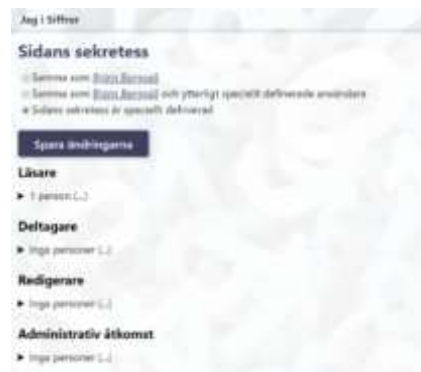 Jag i Siffror
Sidans sekretess
Samma som
Samma som och ytterligt speciellt definierade användare
Sidans sekretess är speciellt definierad
Spara ändringarna
Läsare
▶ 1 person (...)
Deltagare
▶ Inga personer (...)
Redigerare
▶ Inga personer (...)
Administrativ åtkomst
▶ Inga personer (...)